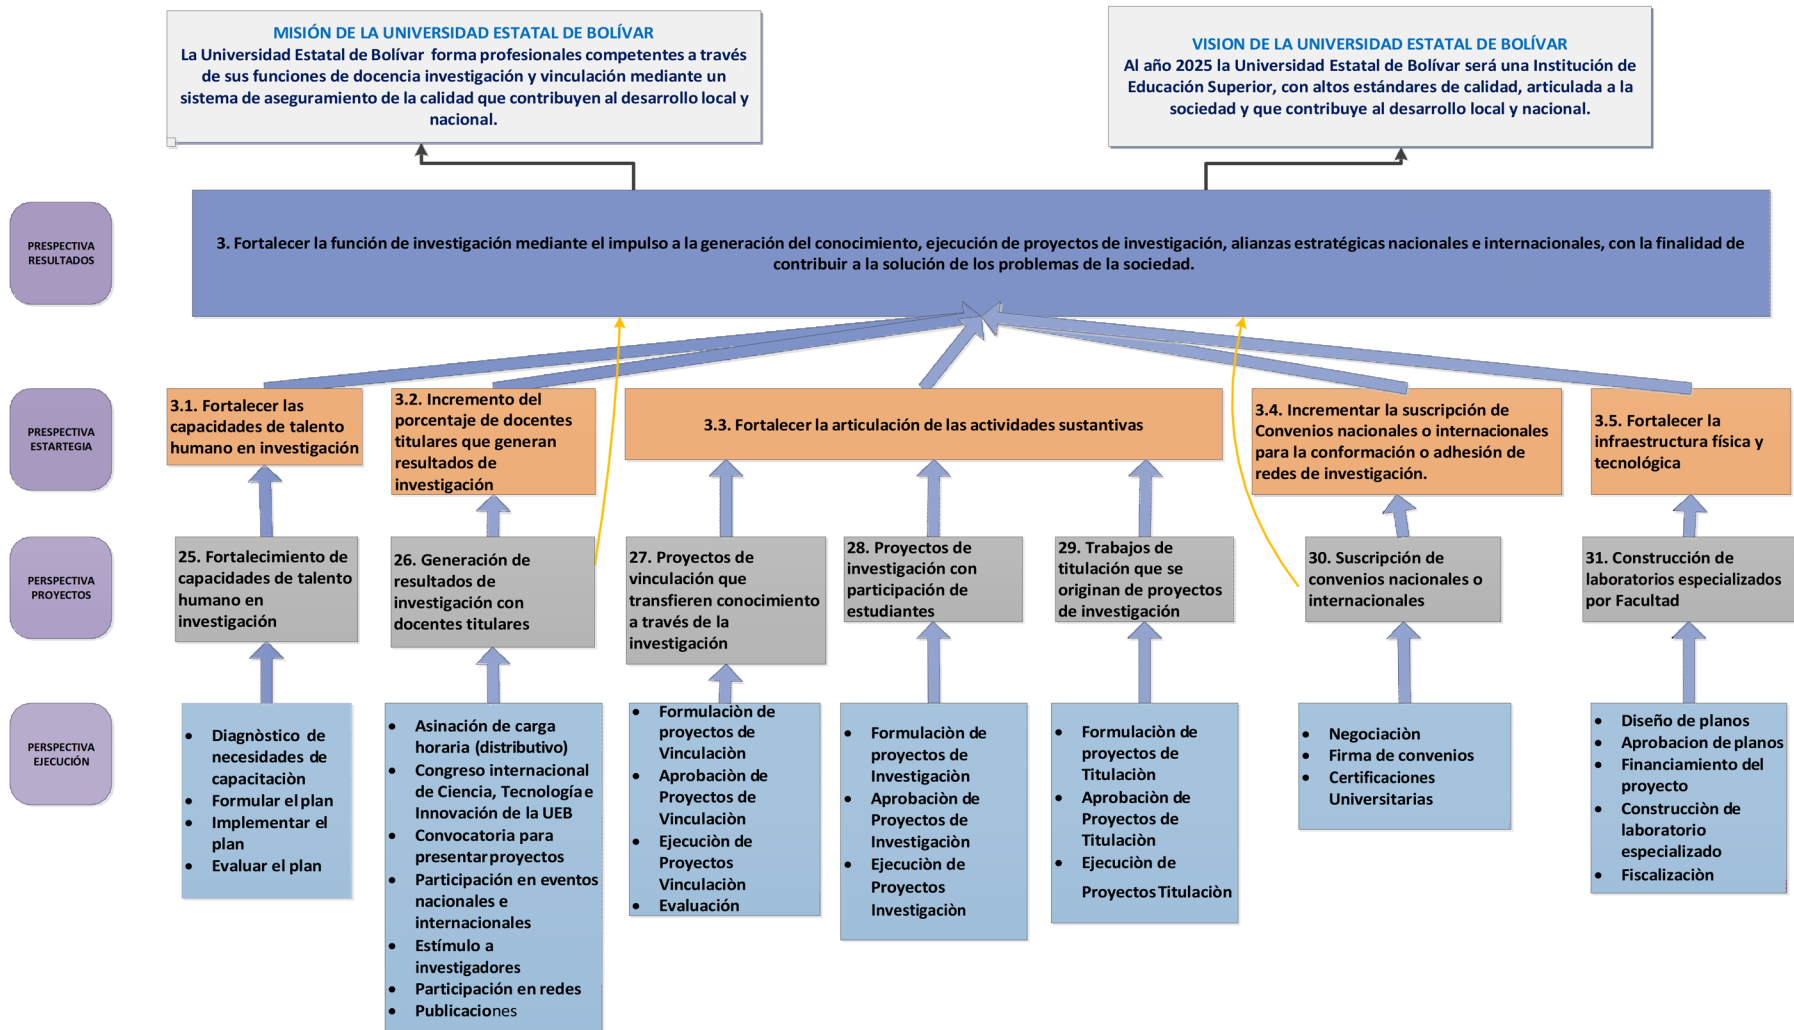 MISIÓN DE LA UNIVERSIDAD ESTATAL DE BOLÍVAR
La Universidad Estatal de Bolívar forma profesionales competentes a través
de sus funciones de docencia investigación y vinculación mediante un
sistema de aseguramiento de la calidad que contribuyen al desarrollo local y
nacional.
VISION DE LA UNIVERSIDAD ESTATAL DE BOLÍVAR
Al año 2025 la Universidad Estatal de Bolívar será una Institución de
Educación Superior, con altos estándares de calidad, articulada a la
sociedad y que contribuye al desarrollo local y nacional.
PRESPECTIVA
RESULTADOS
3. Fortalecer la función de investigación mediante el impulso a la generación del conocimiento, ejecución de proyectos de investigación, alianzas estratégicas nacionales e internacionales, con la finalidad de
contribuir a la solución de los problemas de la sociedad.
PRESPECTIVA
ESTARTEGIA
3.1. Fortalecer las
capacidades de talento
humano en investigación
3.2. Incremento del
porcentaje de docentes
titulares que generan
resultados de
investigación
3.3. Fortalecer la articulación de las actividades sustantivas
3.4. Incrementar la suscripción de
Convenios nacionales o internacionales
para la conformación o adhesión de
redes de investigación.
3.5. Fortalecer la
infraestructura física y
tecnológica
PERSPECTIVA
PROYECTOS
25. Fortalecimiento de
capacidades de talento
humano en
investigación
26. Generación de
resultados de
investigación con
docentes titulares
27. Proyectos de
vinculación que
transfieren conocimiento
a través de la
investigación
28. Proyectos de
investigación con
participación de
estudiantes
29. Trabajos de
titulación que se
originan de proyectos
de investigación
30. Suscripción de
convenios nacionales o
internacionales
31. Construcción de
laboratorios especializados
por Facultad
PERSPECTIVA
EJECUCIÓN
• Diagnòstico de
necesidades de
capacitaciòn
• Formular el plan
• Implementar el
plan
• Evaluar el plan
• Asinación de carga
horaria (distributivo)
• Congreso internacional
de Ciencia, Tecnología e
Innovación de la UEB
• Convocatoria para
presentar proyectos
• Participación en eventos
nacionales e
internacionales
• Estímulo a
investigadores
• Participación en redes
• Publicaciones
• Formulaciòn de
proyectos de
Vinculaciòn
• Aprobaciòn de
Proyectos de
Vinculaciòn
• Ejecuciòn de
Proyectos
Vinculaciòn
• Evaluación
• Formulaciòn de
proyectos de
Investigaciòn
• Aprobaciòn de
Proyectos de
Investigaciòn
• Ejecuciòn de
Proyectos
Investigaciòn
• Formulaciòn de
proyectos de
Titulaciòn
• Aprobaciòn de
Proyectos de
Titulaciòn
• Ejecuciòn de
Proyectos Titulaciòn
• Negociaciòn
• Firma de convenios
• Certificaciones
Universitarias
• Diseño de planos
• Aprobacion de planos
• Financiamiento del
proyecto
• Construcciòn de
laboratorio
especializado
• Fiscalizaciòn